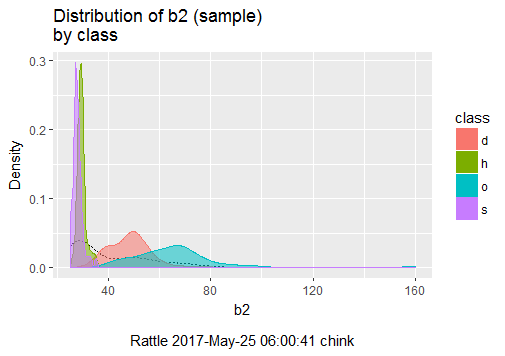 Distribution of b2 (sample)
by class
0.3
0.2
0.1
0.0
Density
40
80
120
160
b2
class
d
h
o
s
Rattle 2017-May-25 06:00:41 chink